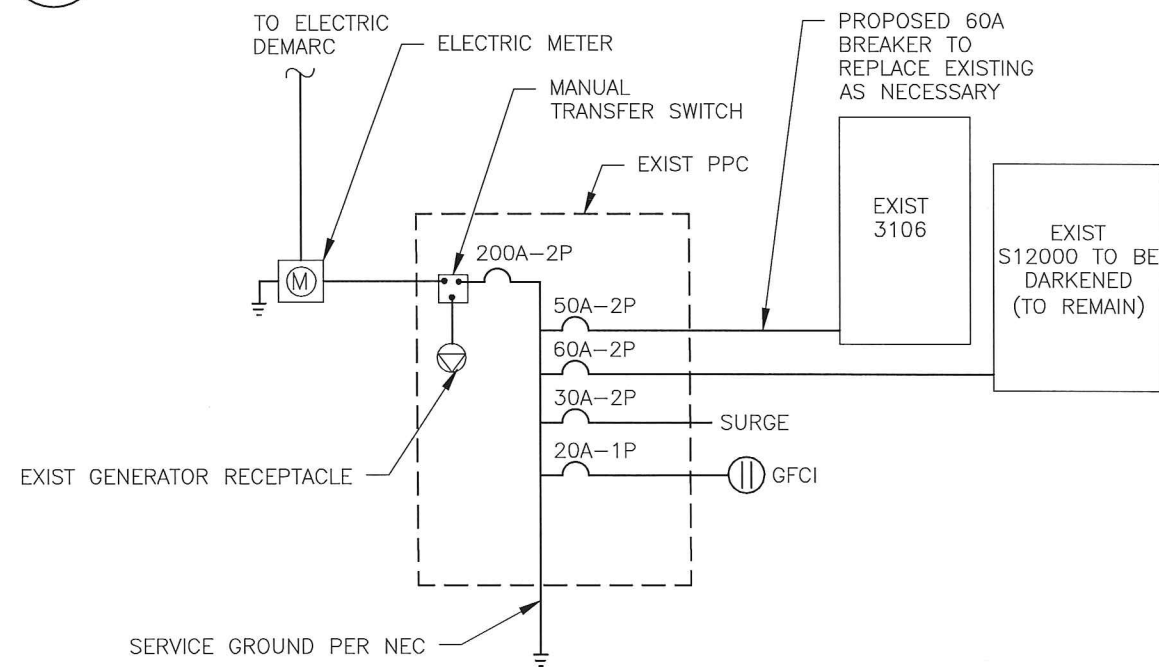 TO ELECTRIC
DEMARC
ELECTRIC METER
MANUAL
TRANSFER SWITCH
PROPOSED 60A
BREAKER TO
REPLACE EXISTING
AS NECESSARY
EXIST PPC
EXIST
3106
EXIST
S12000 TO BE
DARKENED
(TO REMAIN)
200A-2P
M
50A-2P
60A-2P
30A-2P
SURGE
20A-1P
GFCI
EXIST GENERATOR RECEPTACLE
SERVICE GROUND PER NEC